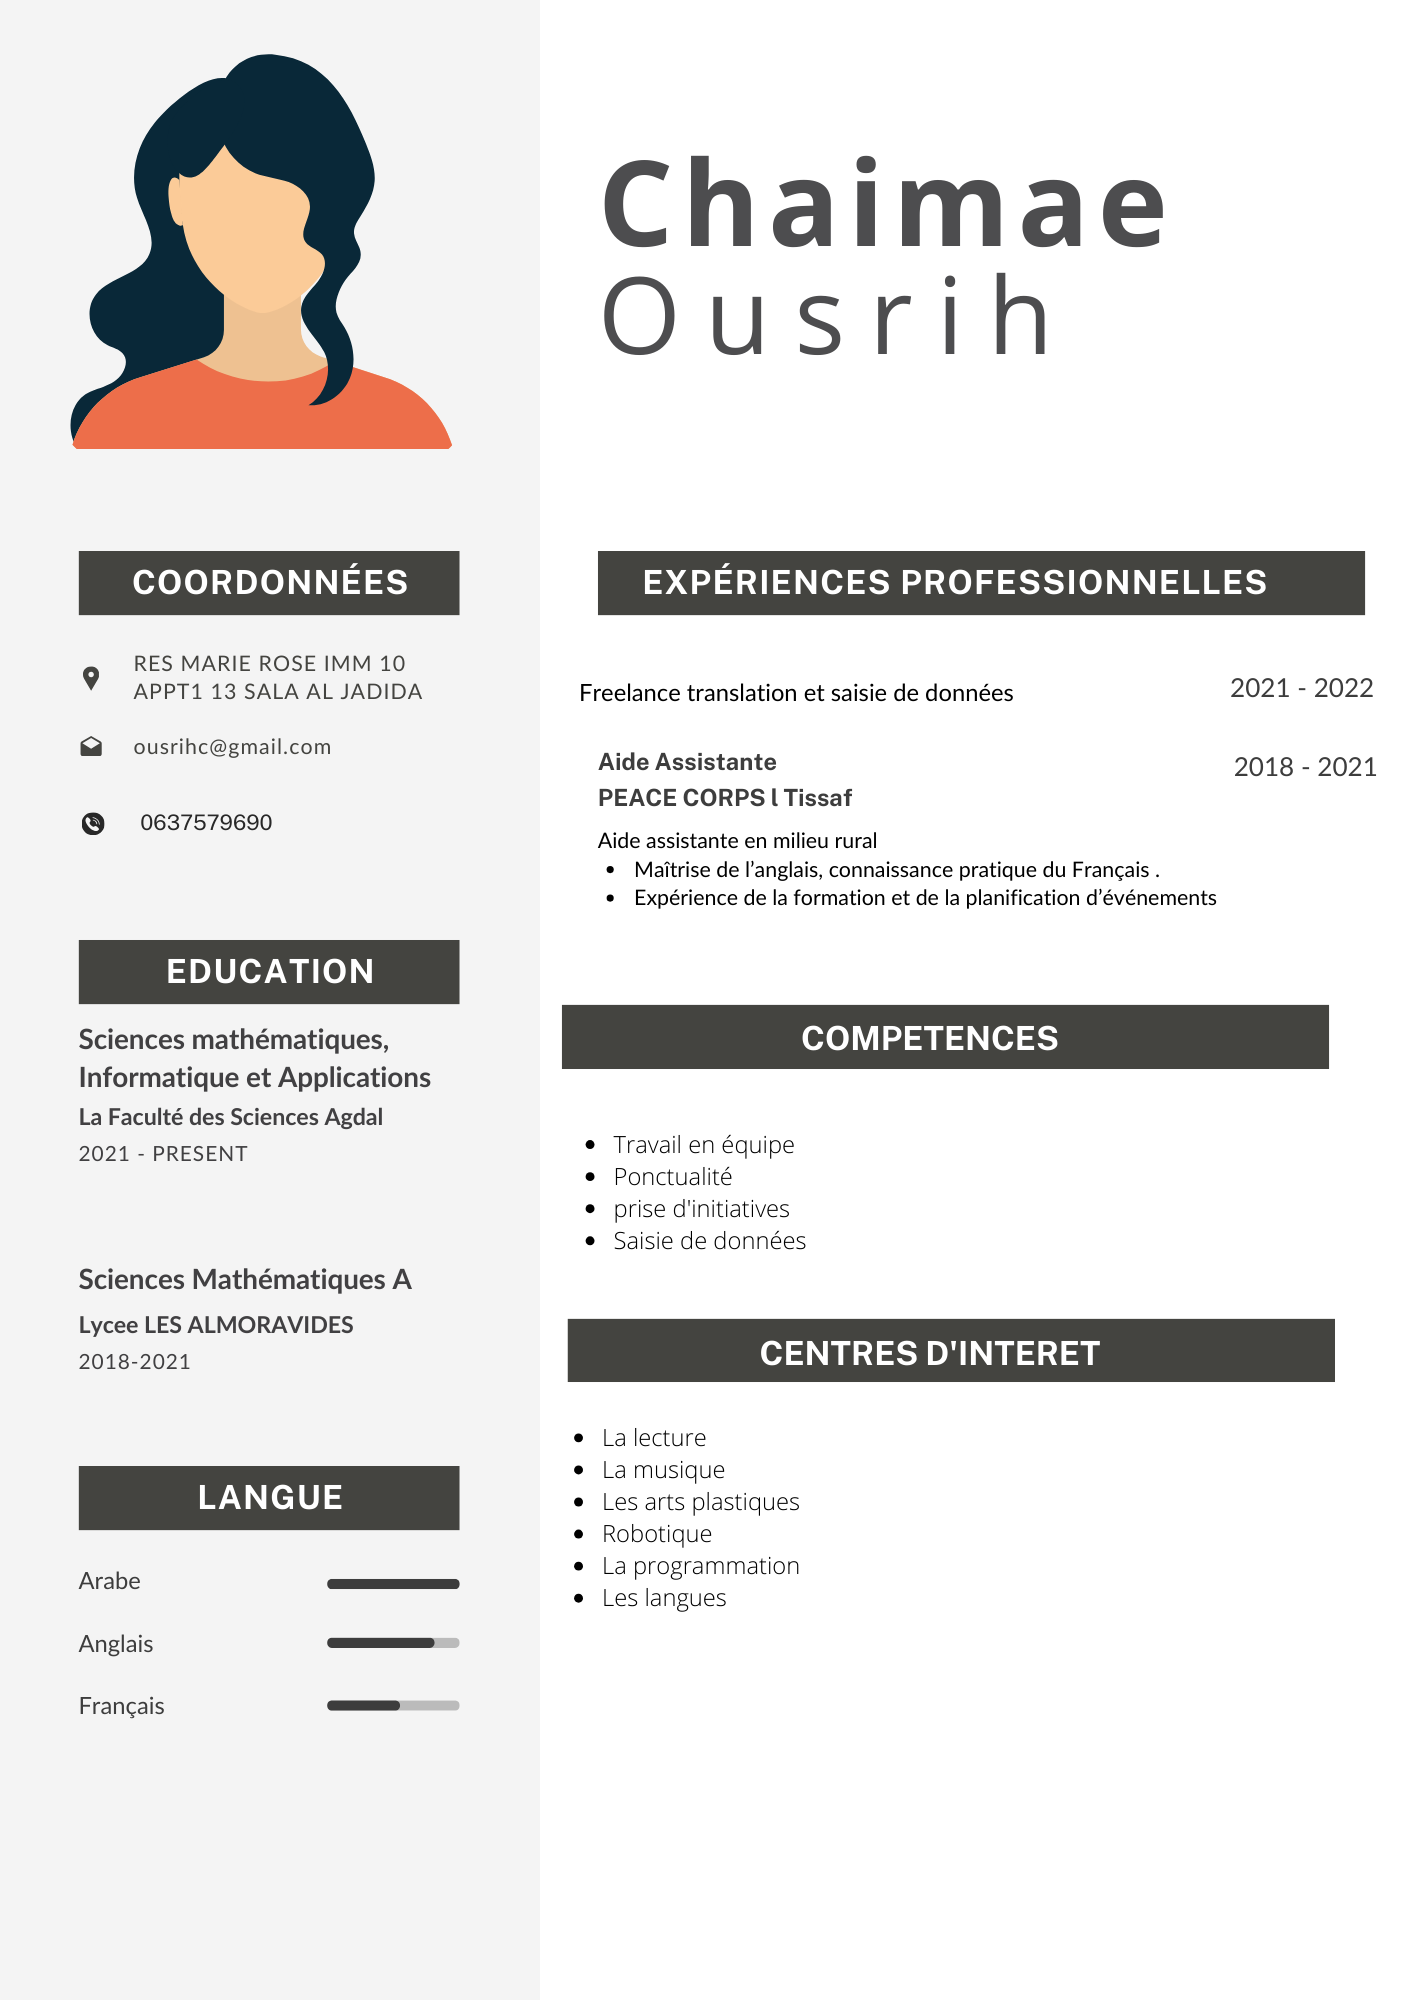 Chaimae
Ousrih
COORDONNÉES
RES MARIE ROSE IMM 10
APPT1 13 SALA AL JADIDA
ousrihc@gmail.com
0637579690
EDUCATION
Sciences mathématiques,
Informatique et Applications
La Faculté des Sciences Agdal
2021 - PRESENT
Sciences Mathématiques A
Lycee LES ALMORAVIDES
2018-2021
LANGUE
Arabe
Anglais
Français
EXPÉRIENCES PROFESSIONNELLES
Freelance translation et saisie de données 2021 - 2022
Aide Assistante 2018 - 2021
PEACE CORPS l Tissaf
Aide assistante en milieu rural
• Maîtrise de l’anglais, connaissance pratique du Français .
• Expérience de la formation et de la planification d’événements
COMPETENCES
• Travail en équipe
• Ponctualité
• prise d'initiatives
• Saisie de données
CENTRES D'INTERET
• La lecture
• La musique
• Les arts plastiques
• Robotique
• La programmation
• Les langues